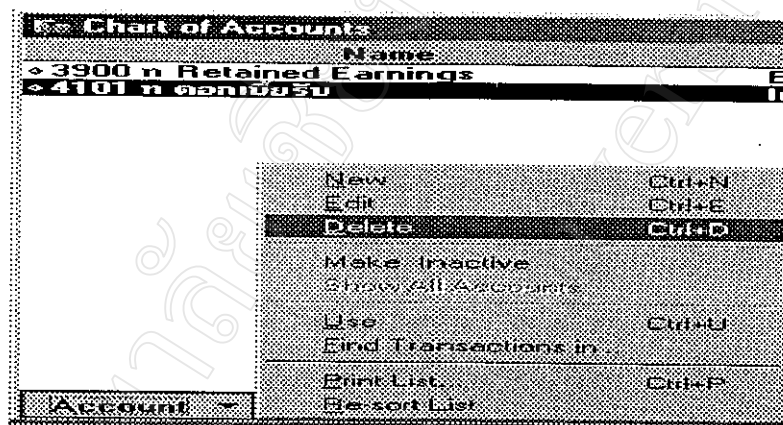 Chart of Accounts
Name
3900 n Retained Earnings E
4101 n ดอกเบี้ยรับ
New Ctrl+N
Edit Ctrl+E
Delete Ctrl+D
Make Inactive
Show All Accounts
Use Ctrl+U
Find Transactions in...
Print List... Ctrl+P
Re-sort List
Account